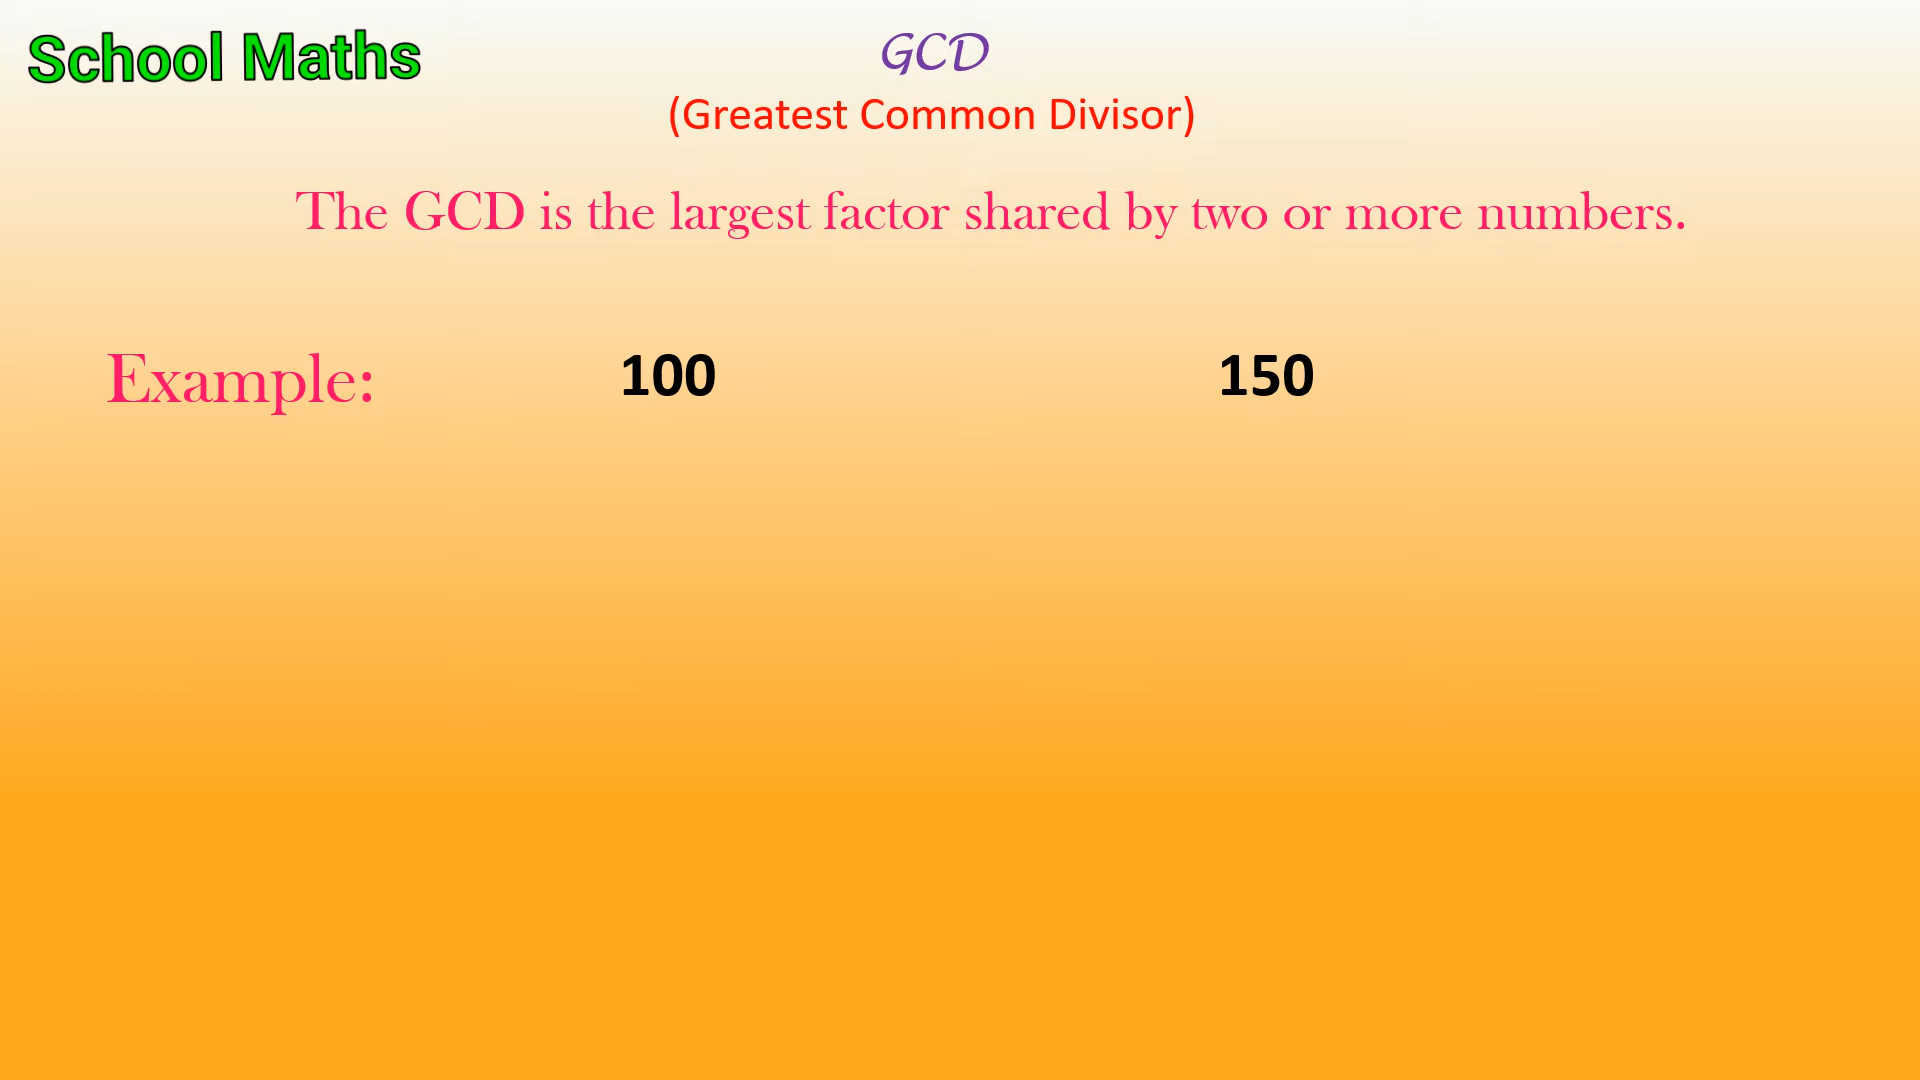 School Maths
GCD
(Greatest Common Divisor)
The GCD is the largest factor shared by two or more numbers.
Example: 100 150